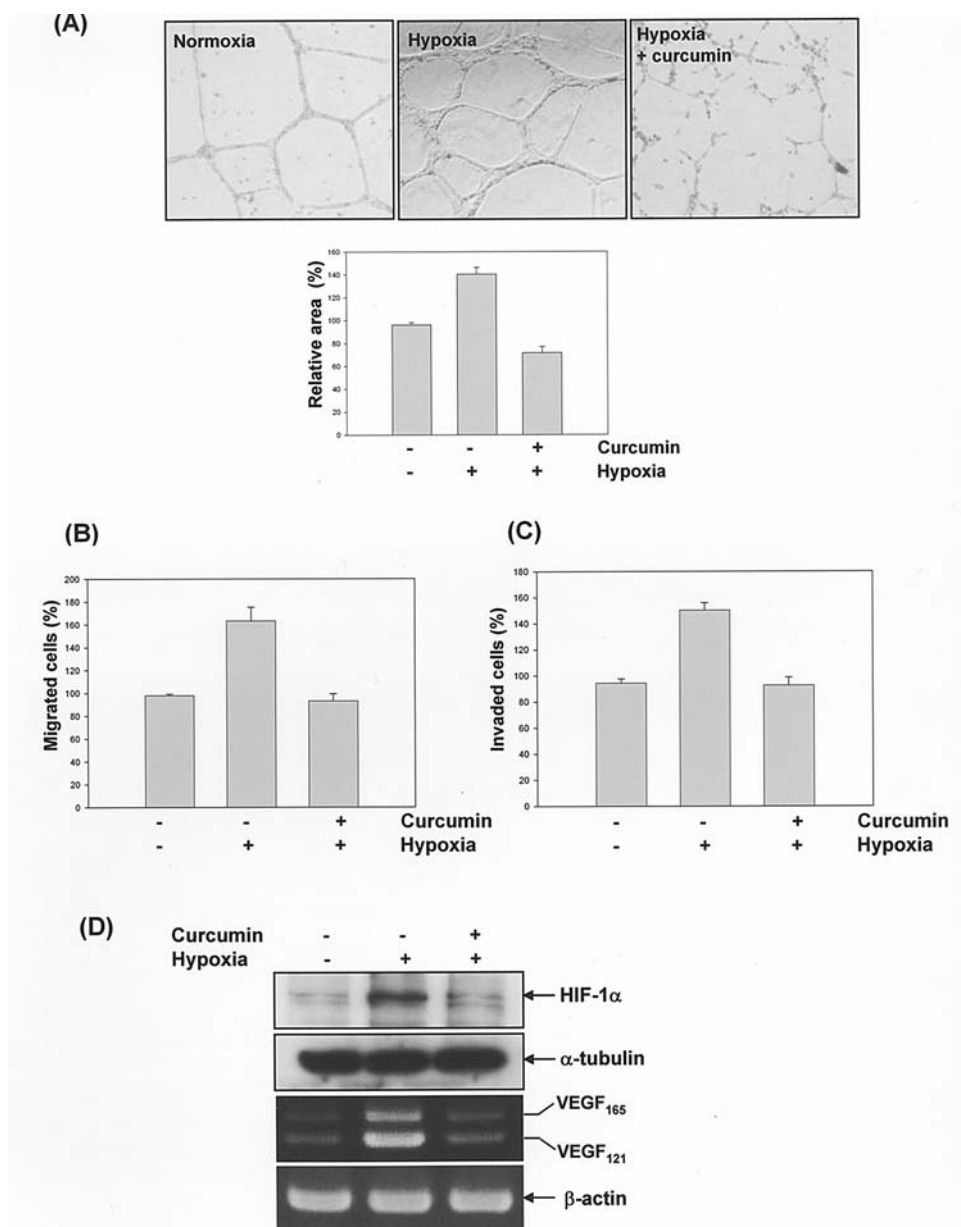 (A)
Normoxia
Hypoxia
Hypoxia
+ curcumin
Relative area (%)
160
140
120
100
80
60
40
20
0
- - + Curcumin
- + + Hypoxia
(B)
Migrated cells (%)
200
180
160
140
120
100
80
60
40
20
0
- - + Curcumin
- + + Hypoxia
(C)
Invaded cells (%)
180
160
140
120
100
80
60
40
20
0
- - + Curcumin
- + + Hypoxia
(D)
Curcumin - - +
Hypoxia - + +
HIF-1α
α-tubulin
VEGF₁₆₅
VEGF₁₂₁
β-actin